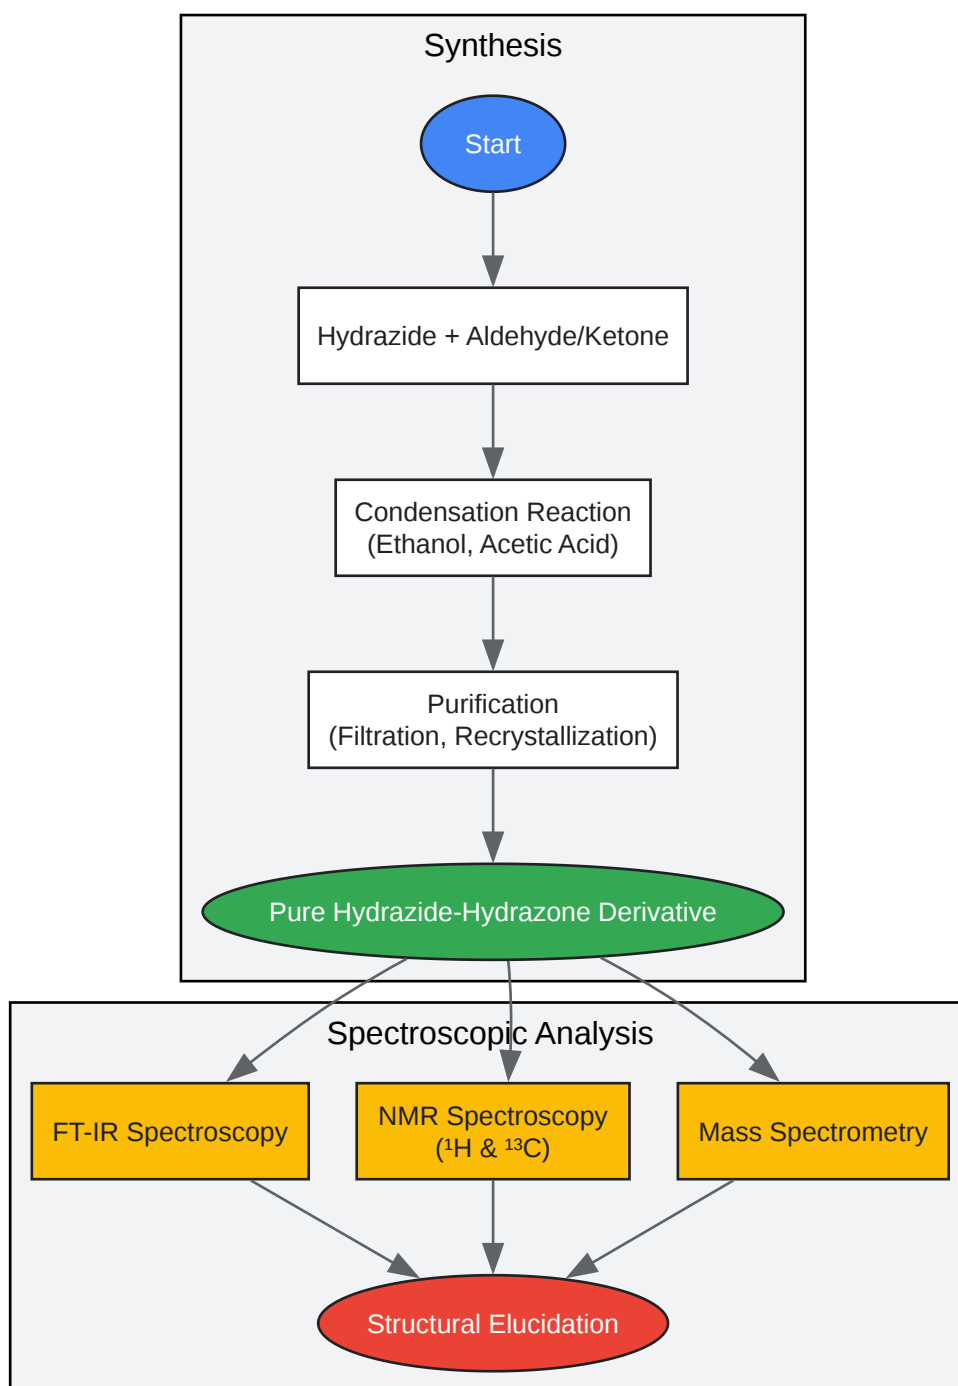 Synthesis
Start
Hydrazide + Aldehyde/Ketone
Condensation Reaction
(Ethanol, Acetic Acid)
Purification
(Filtration, Recrystallization)
Pure Hydrazide-Hydrazone Derivative
Spectroscopic Analysis
FT-IR Spectroscopy
NMR Spectroscopy
(¹H & ¹³C)
Mass Spectrometry
Structural Elucidation